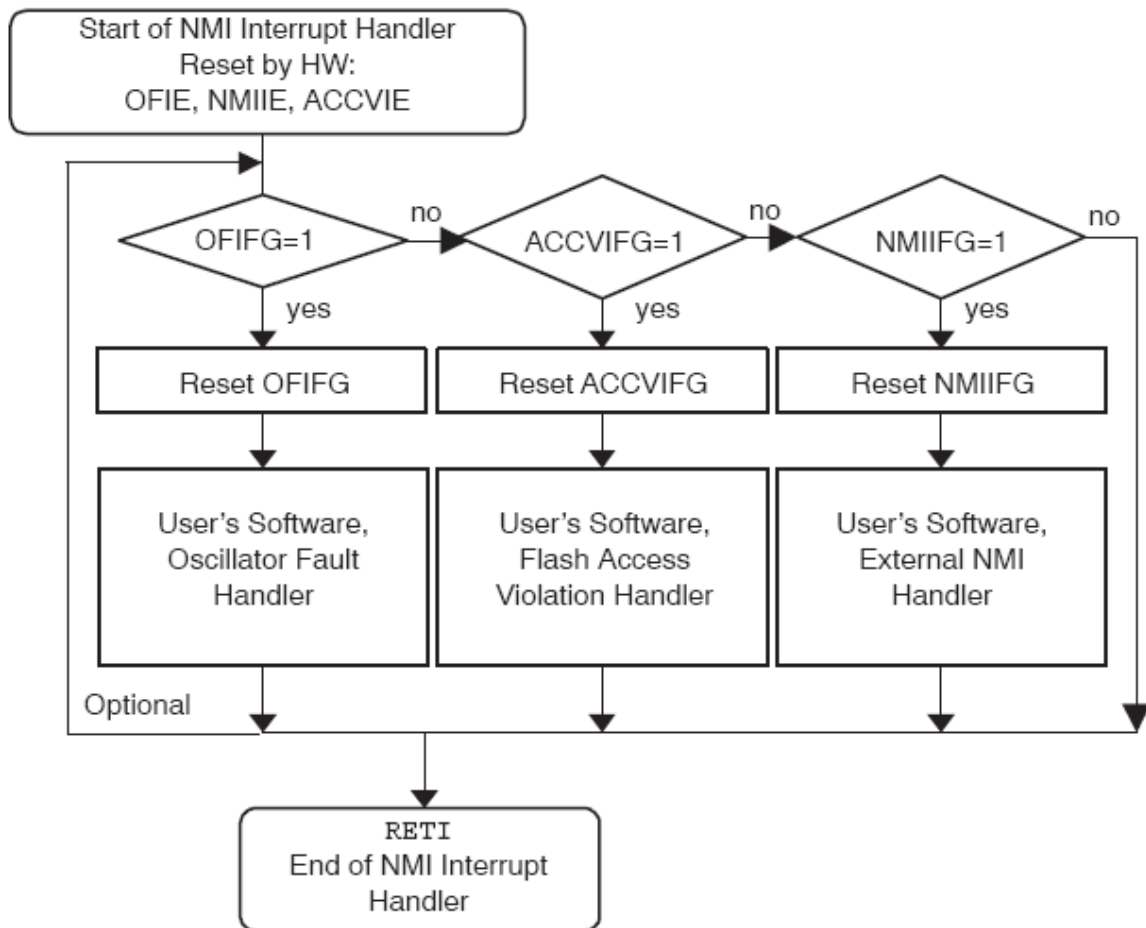 Start of NMI Interrupt Handler
Reset by HW:
OFIE, NMIIE, ACCVIE
OFIFG=1
no
ACCVIFG=1
no
NMIIFG=1
no
yes
yes
yes
Reset OFIFG
Reset ACCVIFG
Reset NMIIFG
User's Software,
Oscillator Fault
Handler
User's Software,
Flash Access
Violation Handler
User's Software,
External NMI
Handler
Optional
RETI
End of NMI Interrupt
Handler